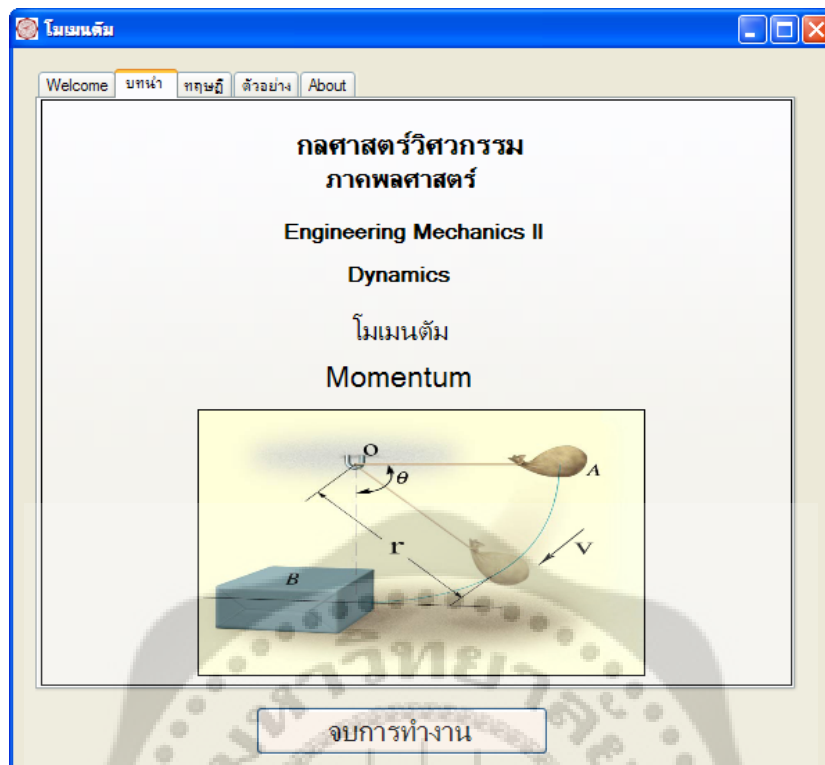 โมเมนตัม
Welcome บทนำ ทฤษฎี ตัวอย่าง About
กลศาสตร์วิศวกรรม
ภาคพลศาสตร์
Engineering Mechanics II
Dynamics
โมเมนตัม
Momentum
O
A
θ
r
V
B
จบการทำงาน